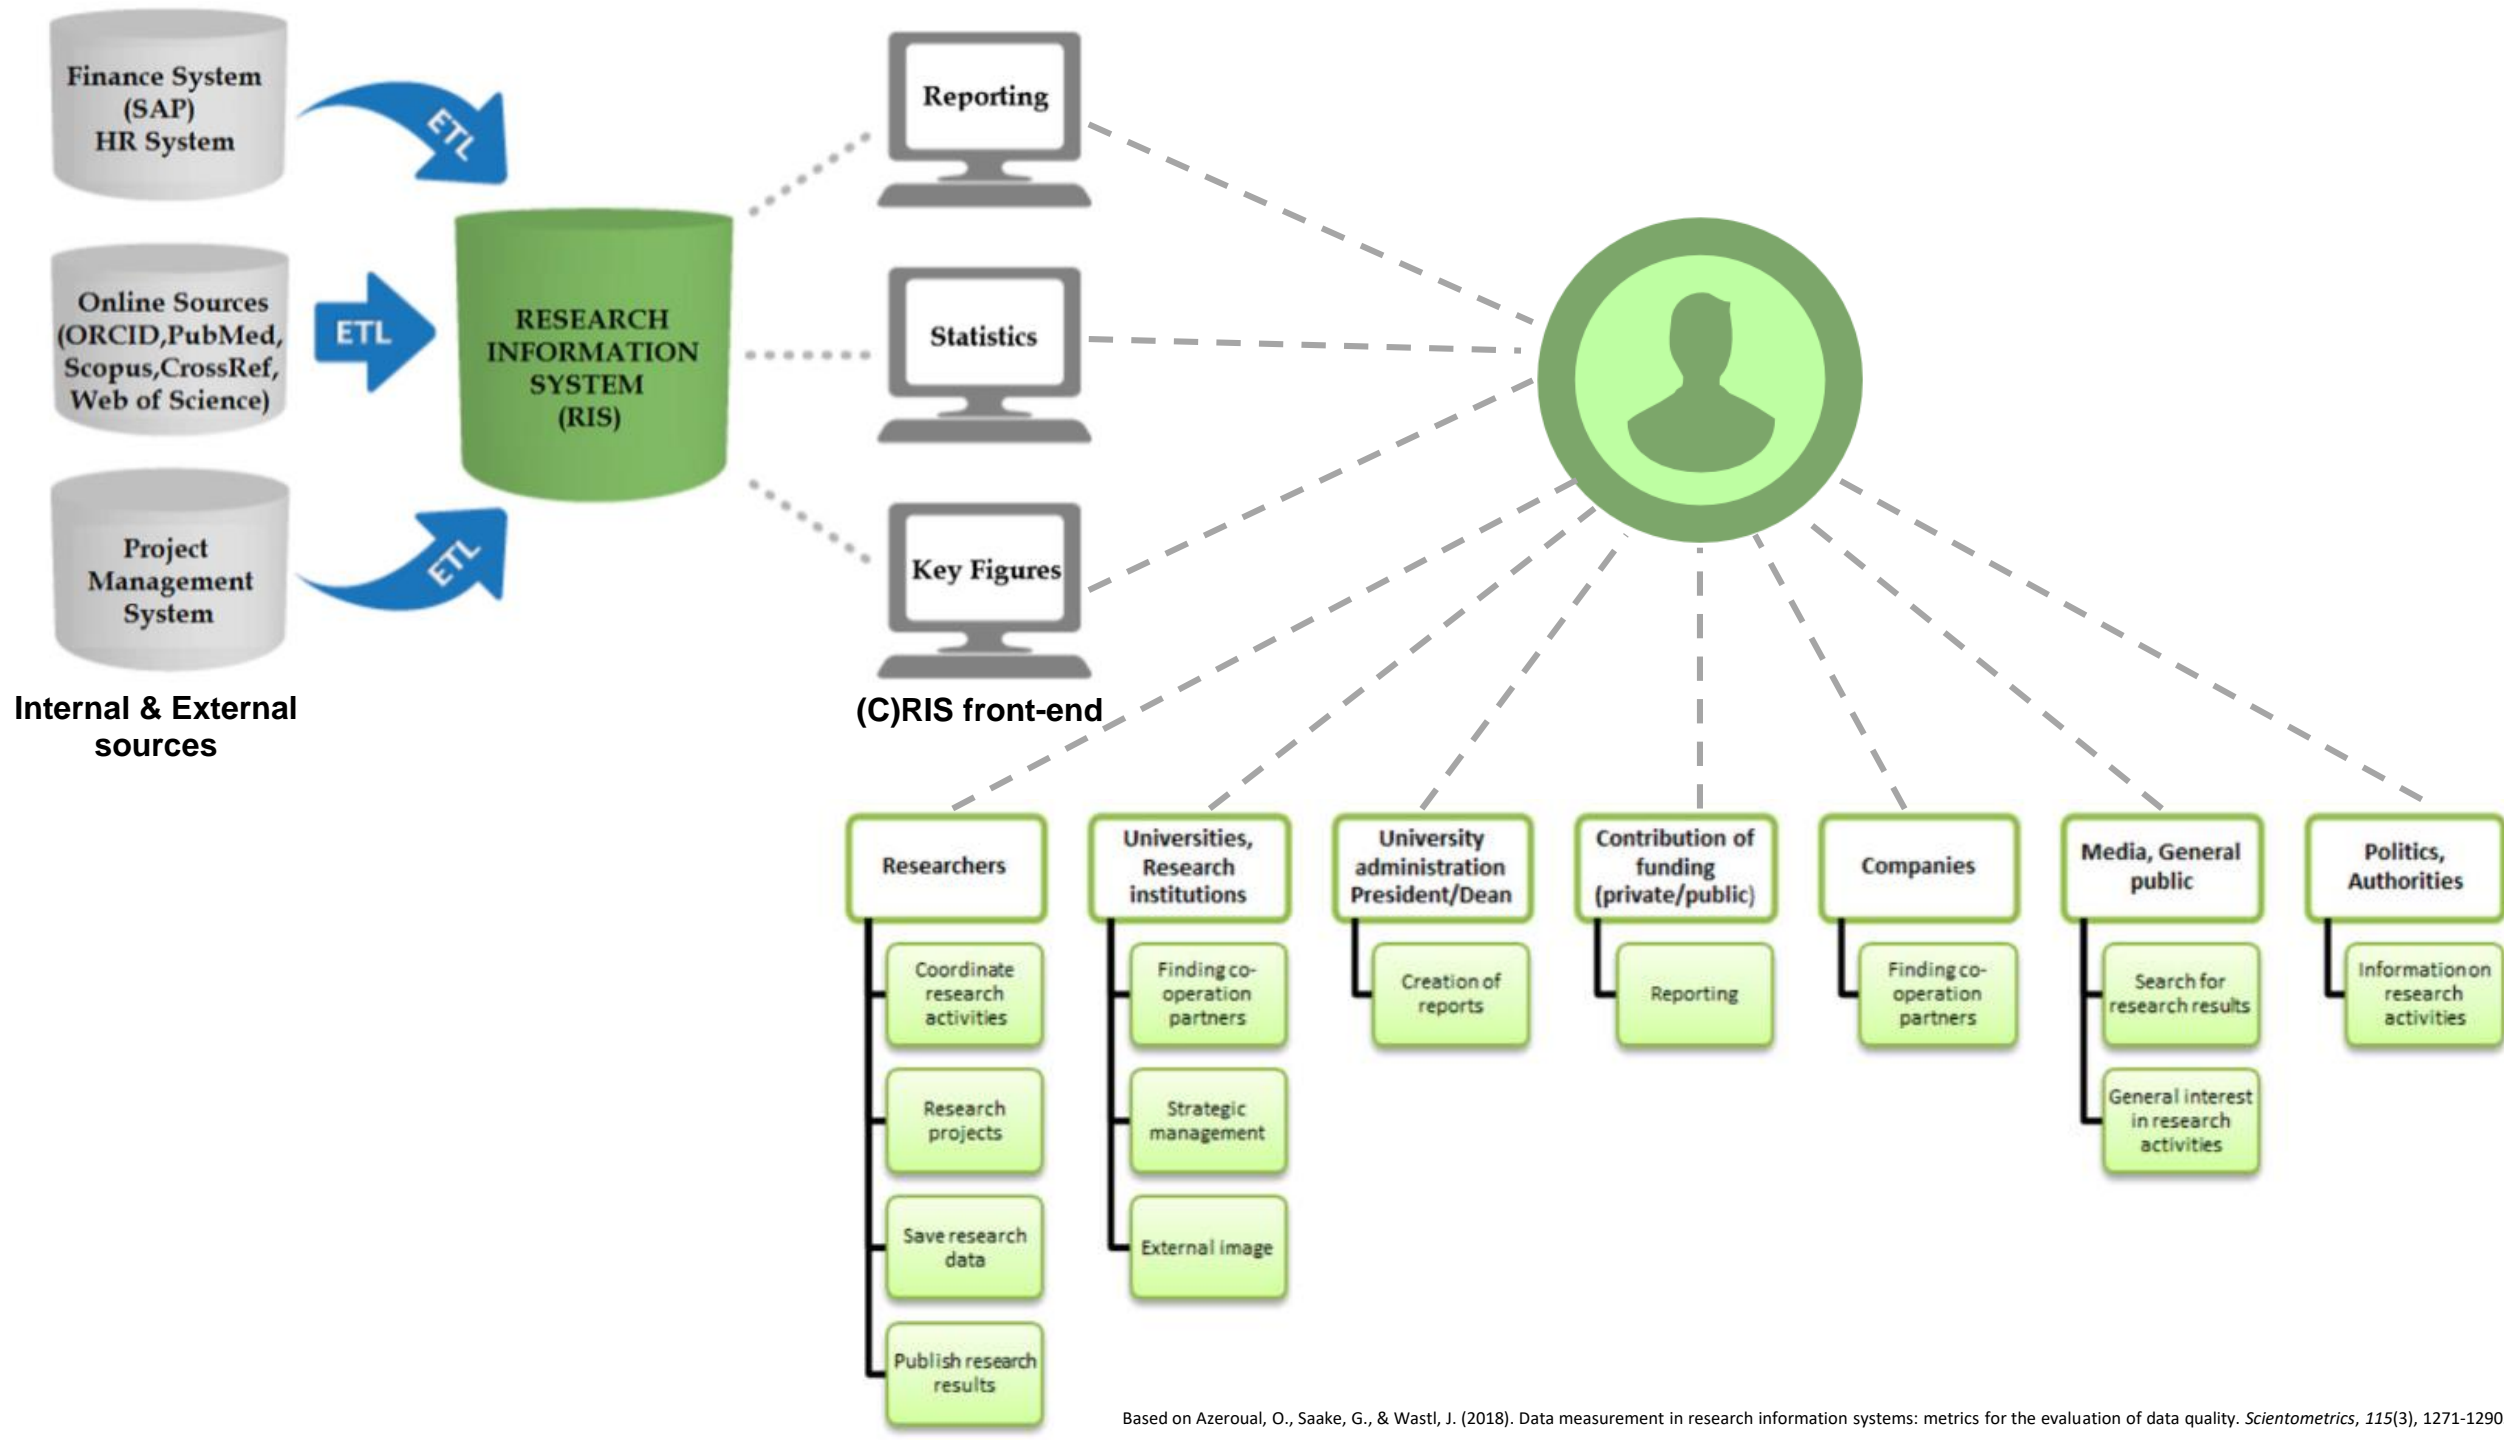 Finance System
(SAP)
HR System
ETL
Online Sources
(ORCID,PubMed,
Scopus,CrossRef,
Web of Science)
ETL
Project
Management
System
ETL
Internal & External
sources
RESEARCH
INFORMATION
SYSTEM
(RIS)
Reporting
Statistics
Key Figures
(C)RIS front-end
Researchers
Coordinate
research
activities
Research
projects
Save research
data
Publish research
results
Universities,
Research
institutions
Finding co-
operation
partners
Strategic
management
External image
University
administration
President/Dean
Creation of
reports
Contribution of
funding
(private/public)
Reporting
Companies
Finding co-
operation
partners
Media, General
public
Search for
research results
General interest
in research
activities
Politics,
Authorities
Information on
research
activities
Based on Azeroual, O., Saake, G., & Wastl, J. (2018). Data measurement in research information systems: metrics for the evaluation of data quality. Scientometrics, 115(3), 1271-1290